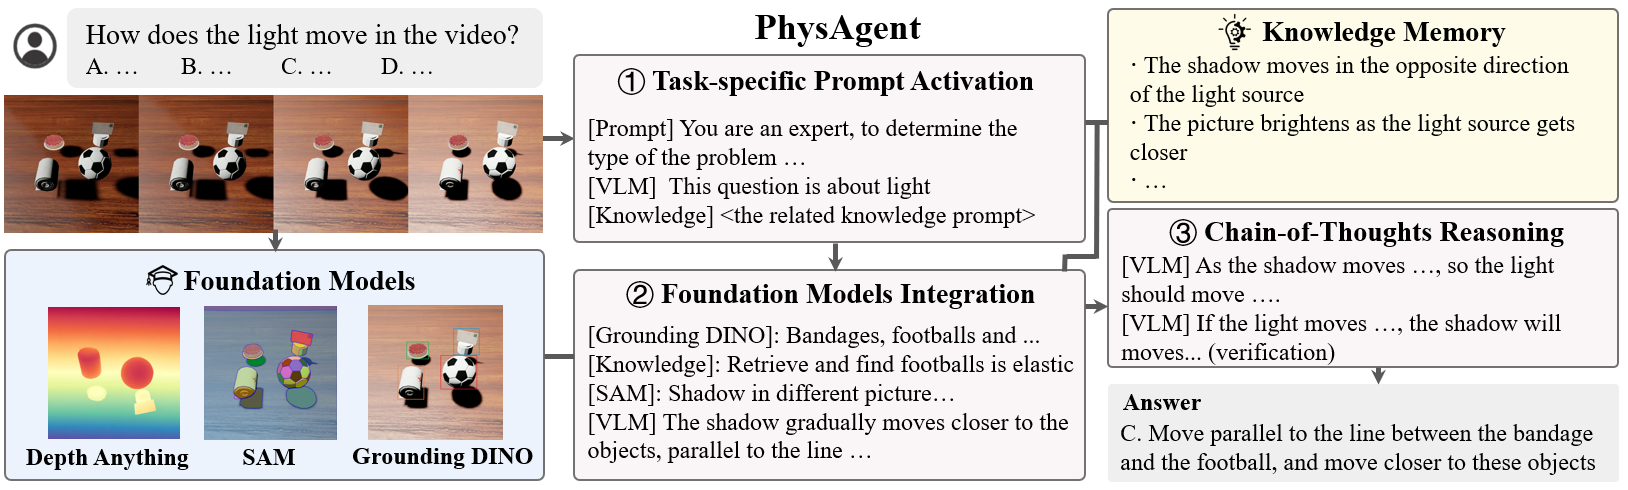 How does the light move in the video?
A. … B. … C. … D. …
Foundation Models
Depth Anything SAM Grounding DINO
PhysAgent
① Task-specific Prompt Activation
[Prompt] You are an expert, to determine the
type of the problem …
[VLM] This question is about light
[Knowledge] <the related knowledge prompt>
② Foundation Models Integration
[Grounding DINO]: Bandages, footballs and ...
[Knowledge]: Retrieve and find footballs is elastic
[SAM]: Shadow in different picture…
[VLM] The shadow gradually moves closer to the
objects, parallel to the line …
Knowledge Memory
· The shadow moves in the opposite direction
of the light source
· The picture brightens as the light source gets
closer
· …
③ Chain-of-Thoughts Reasoning
[VLM] As the shadow moves …, so the light
should move ….
[VLM] If the light moves …, the shadow will
moves... (verification)
Answer
C. Move parallel to the line between the bandage
and the football, and move closer to these objects